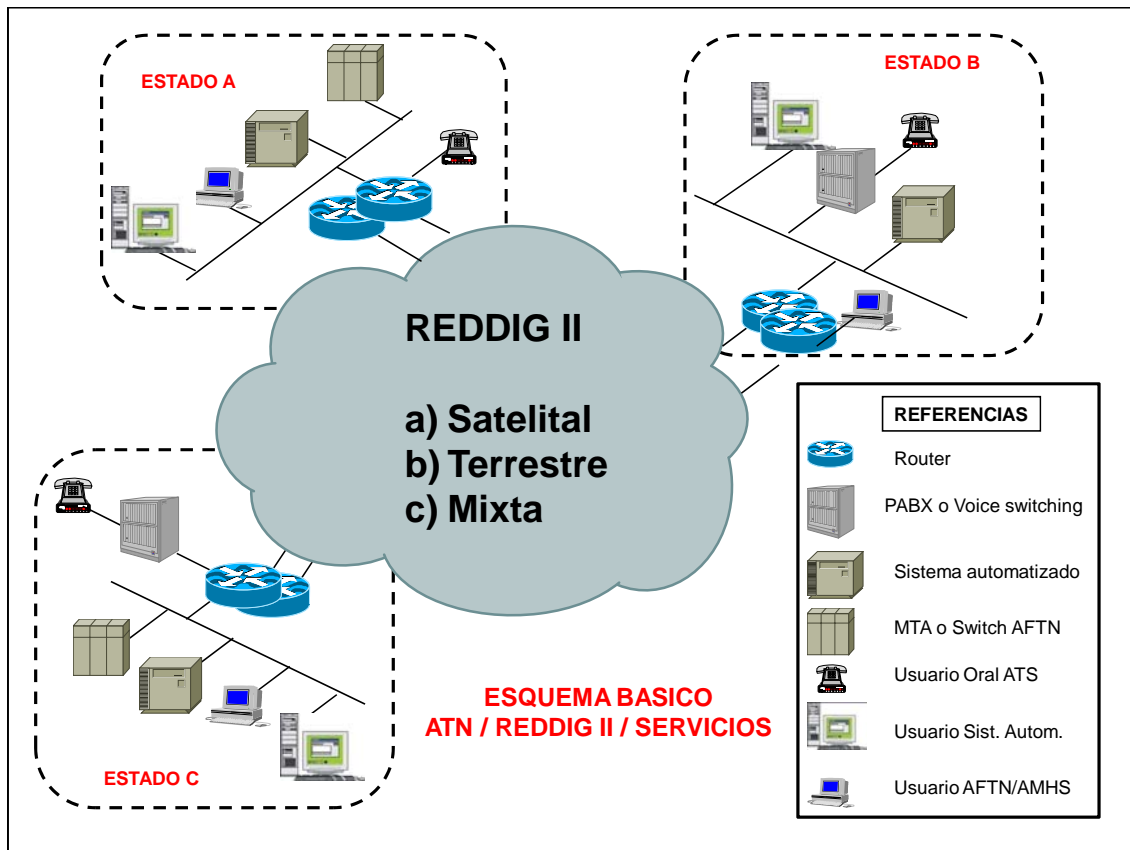 ESTADO A
ESTADO B
REDDIG II
a) Satelital
b) Terrestre
c) Mixta
REFERENCIAS
Router
PABX o Voice switching
Sistema automatizado
MTA o Switch AFTN
Usuario Oral ATS
Usuario Sist. Autom.
Usuario AFTN/AMHS
ESQUEMA BASICO
ATN / REDDIG II / SERVICIOS
ESTADO C